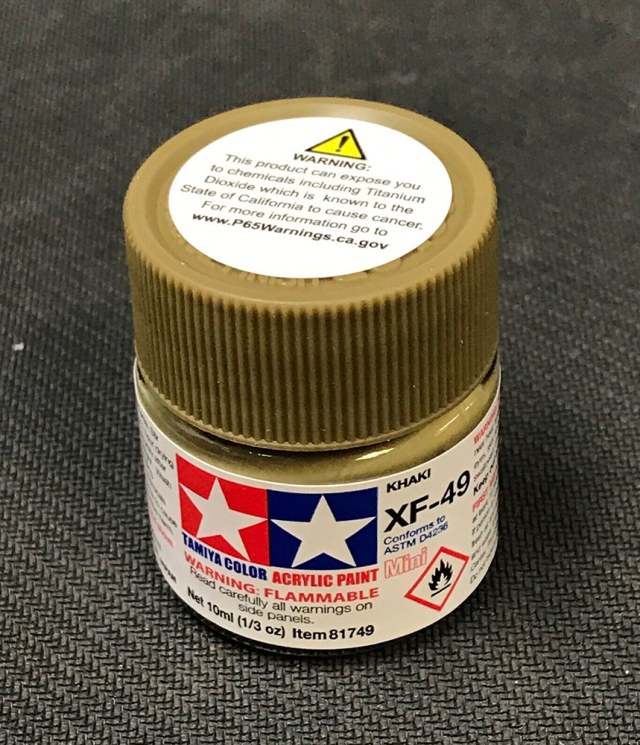 WARNING:
This product can expose you
to chemicals including Titanium
Dioxide which is known to the
State of California to cause cancer.
For more information go to
www.P65Warnings.ca.gov
KHAKI
XF-49
Conforms to
ASTM D4236
Mini
TAMIYA COLOR ACRYLIC PAINT
WARNING: FLAMMABLE
Read carefully all warnings on
side panels.
Net 10ml (1/3 oz) Item 81749